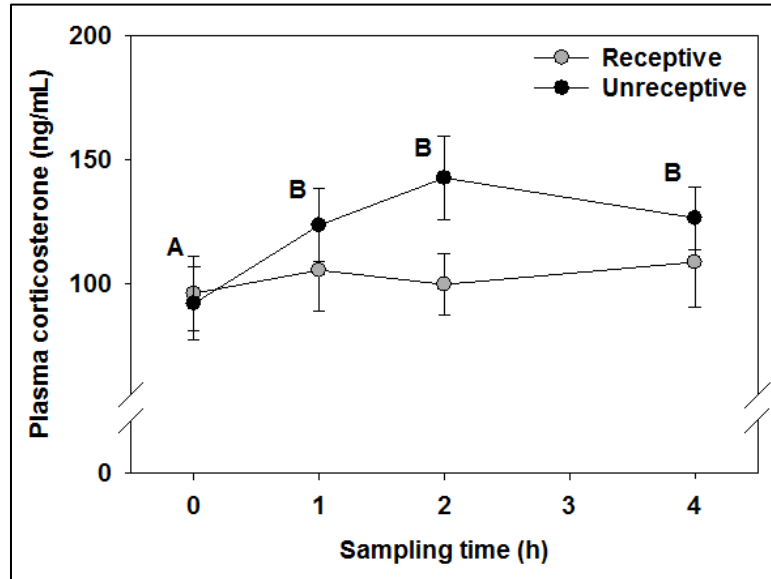 200
Receptive
Unreceptive
150
B
B
B
A
100
0
0 1 2 3 4
Plasma corticosterone (ng/mL)
Sampling time (h)